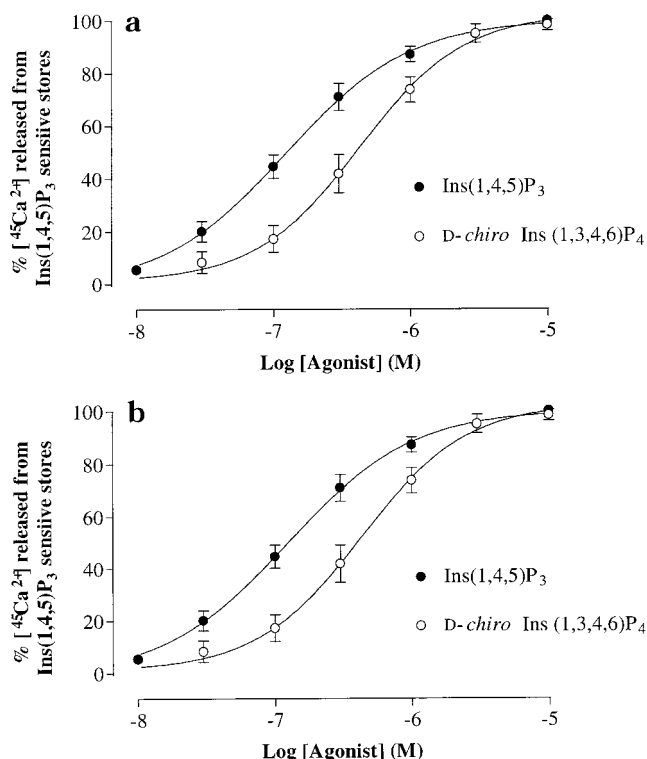 a
% [⁴⁵Ca²⁺] released from
Ins(1,4,5)P₃ sensiive stores
100
80
60
40
20
0
Ins(1,4,5)P₃
D-chiro Ins (1,3,4,6)P₄
-8 -7 -6 -5
Log [Agonist] (M)
b
% [⁴⁵Ca²⁺] released from
Ins(1,4,5)P₃ sensiive stores
100
80
60
40
20
0
Ins(1,4,5)P₃
D-chiro Ins (1,3,4,6)P₄
-8 -7 -6 -5
Log [Agonist] (M)